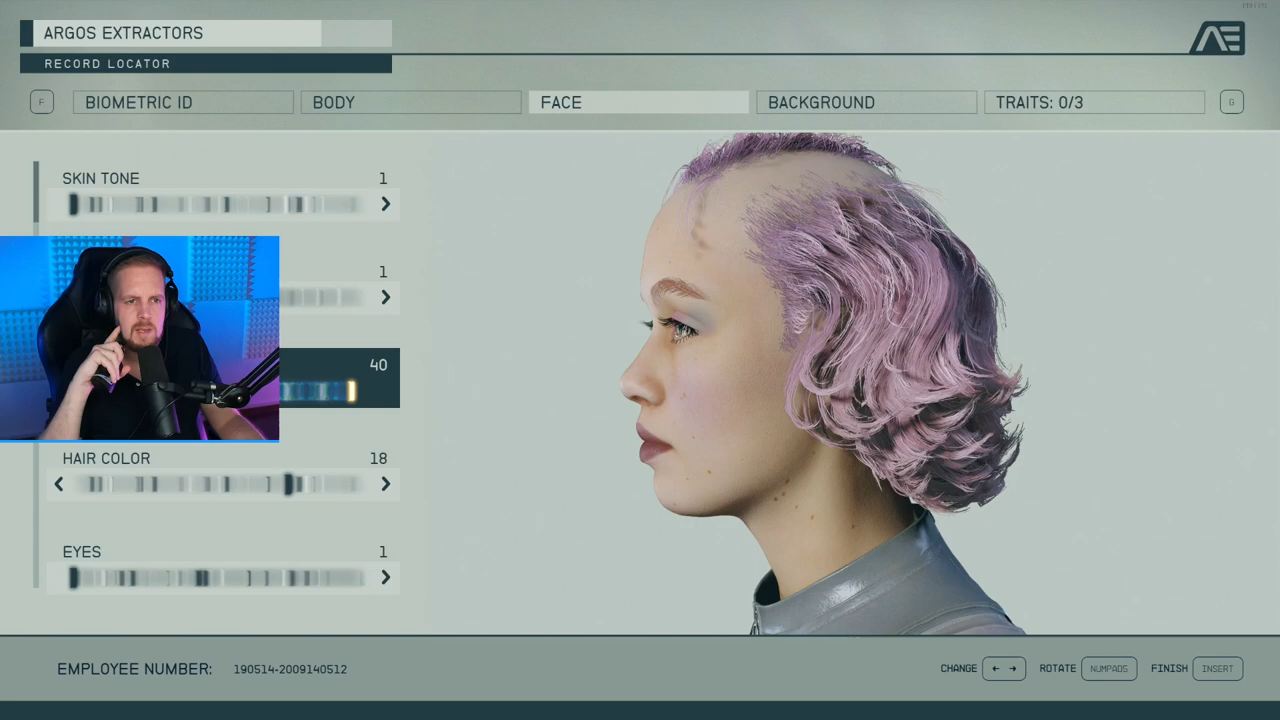 ARGOS EXTRACTORS
RECORD LOCATOR
F
BIOMETRIC ID
BODY
FACE
BACKGROUND
TRAITS: 0/3
G
SKIN TONE 1
1
40
HAIR COLOR 18
EYES 1
EMPLOYEE NUMBER: 190514-2009140512
CHANGE
ROTATE NUMPAD5
FINISH INSERT